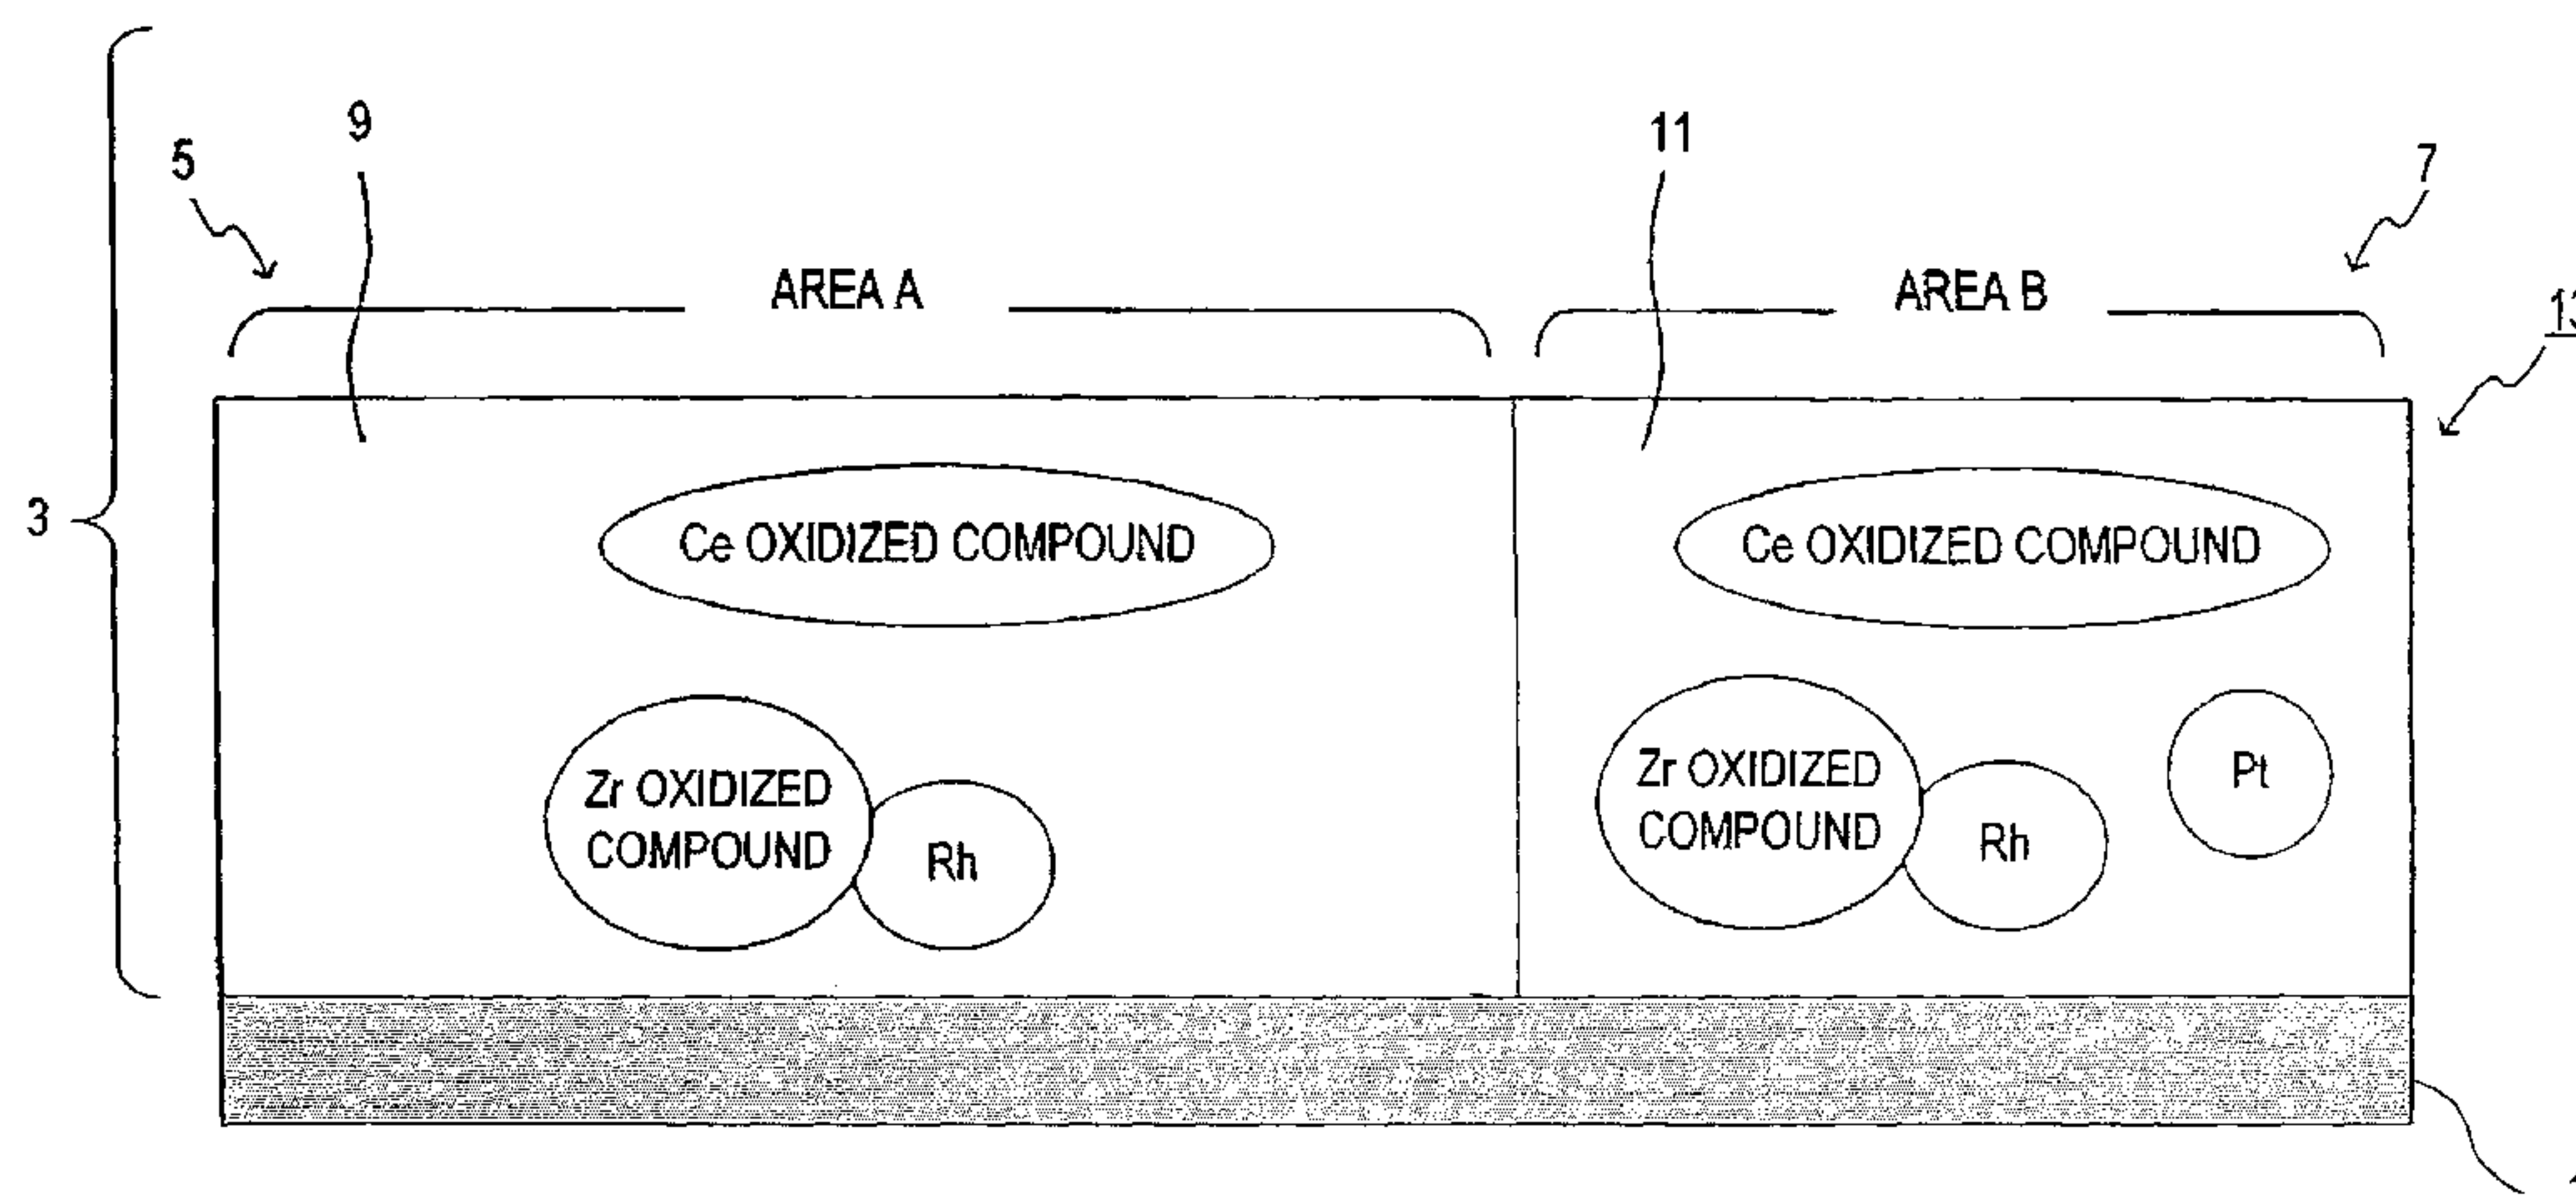 9
11
5
7
AREA A
AREA B
3
Ce OXIDIZED COMPOUND
Ce OXIDIZED COMPOUND
Zr OXIDIZED
COMPOUND
Rh
Zr OXIDIZED
COMPOUND
Rh
Pt